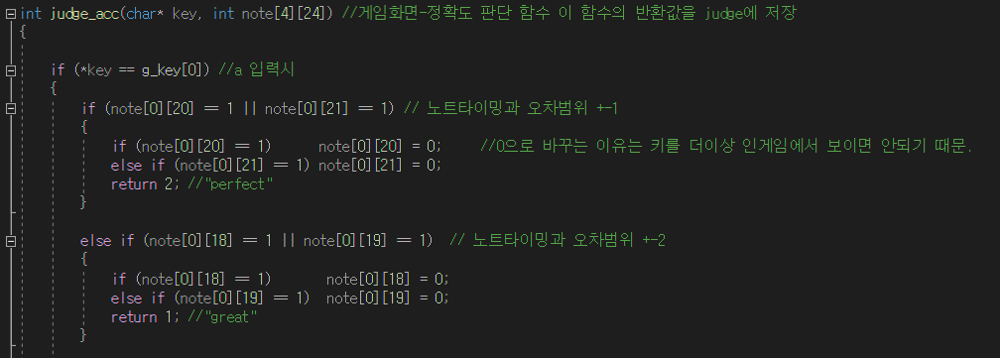 int judge_acc(char* key, int note[4][24]) //게임화면-정확도 판단 함수 이 함수의 반환값을 judge에 저장
{
if (*key == g_key[0]) //a 입력시
{
if (note[0][20] == 1 || note[0][21] == 1) // 노트타이밍과 오차범위 +-1
{
if (note[0][20] == 1) note[0][20] = 0; //0으로 바꾸는 이유는 키를 더이상 인게임에서 보이면 안되기 때문.
else if (note[0][21] == 1) note[0][21] = 0;
return 2; //"perfect"
}
else if (note[0][18] == 1 || note[0][19] == 1) // 노트타이밍과 오차범위 +-2
{
if (note[0][18] == 1) note[0][18] = 0;
else if (note[0][19] == 1) note[0][19] = 0;
return 1; //"great"
}